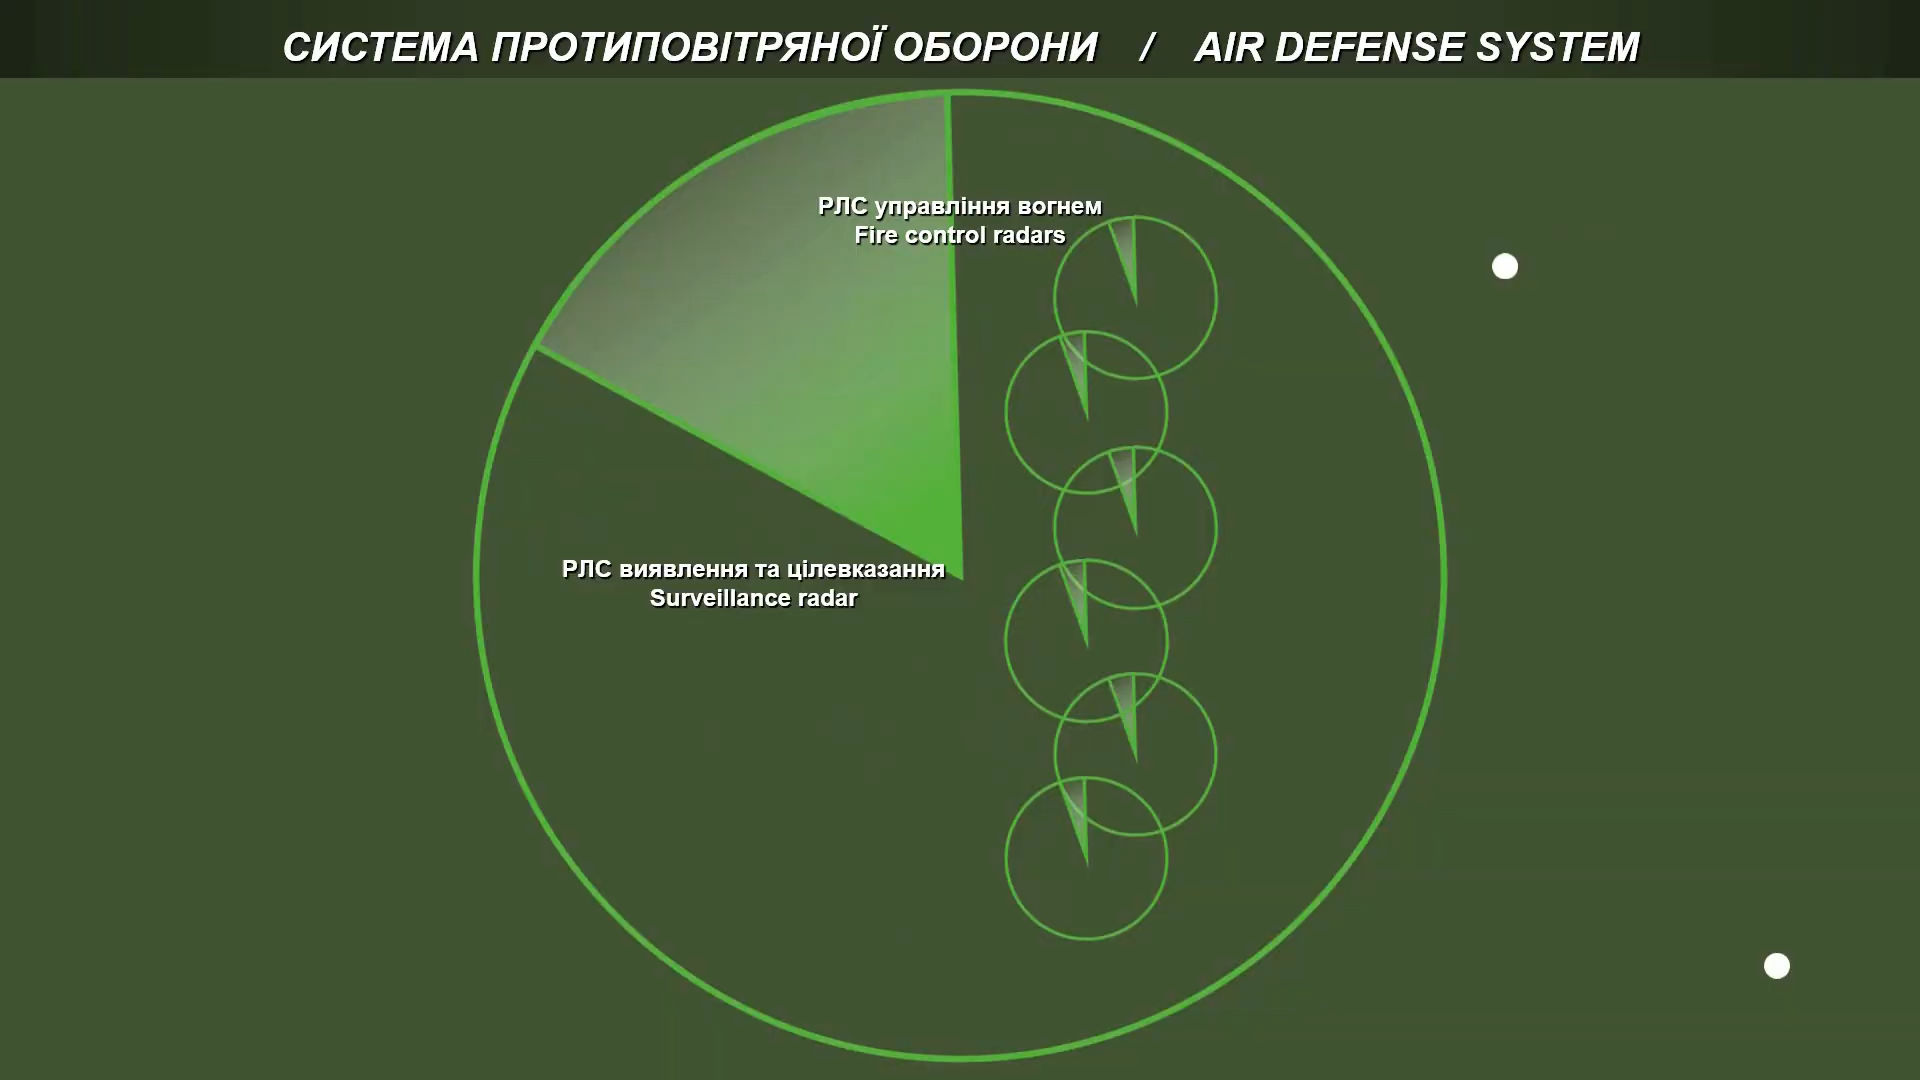 СИСТЕМА ПРОТИПОВІТРЯНОЇ ОБОРОНИ / AIR DEFENSE SYSTEM
РЛС управління вогнем
Fire control radars
РЛС виявлення та цілевказання
Surveillance radar